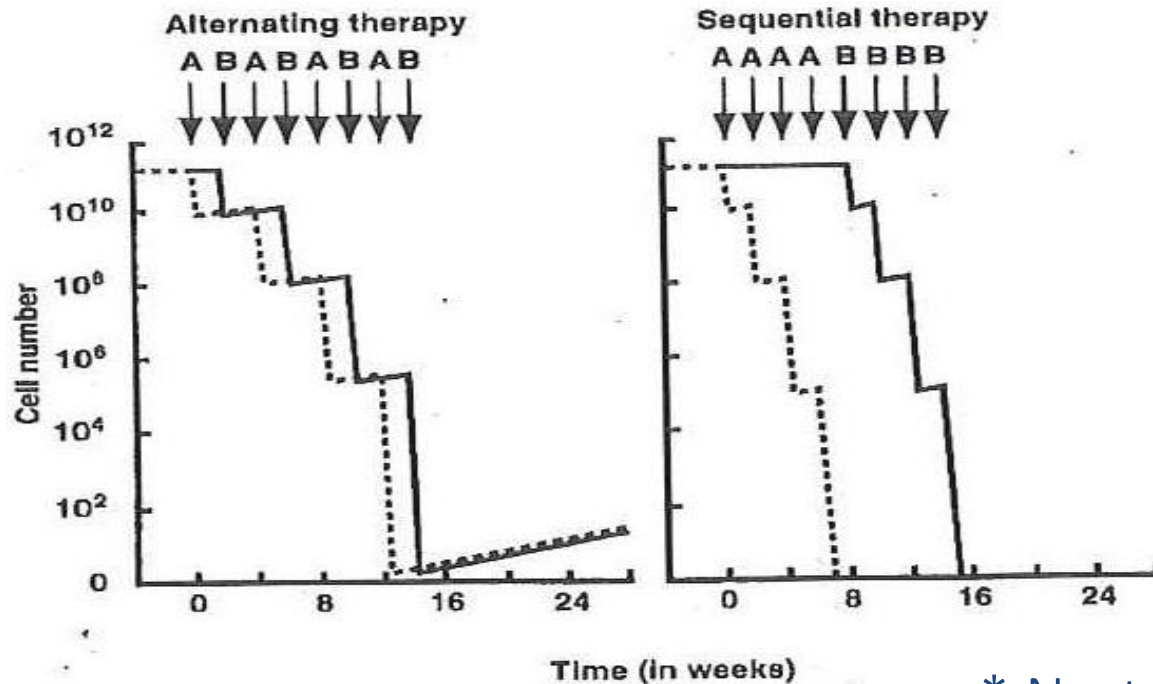 Alternating therapy
A B A B A B A B
Sequential therapy
A A A A B B B B
Cell number
10¹²
10¹⁰
10⁸
10⁶
10⁴
10²
0
0 8 16 24
0 8 16 24
Time (in weeks)